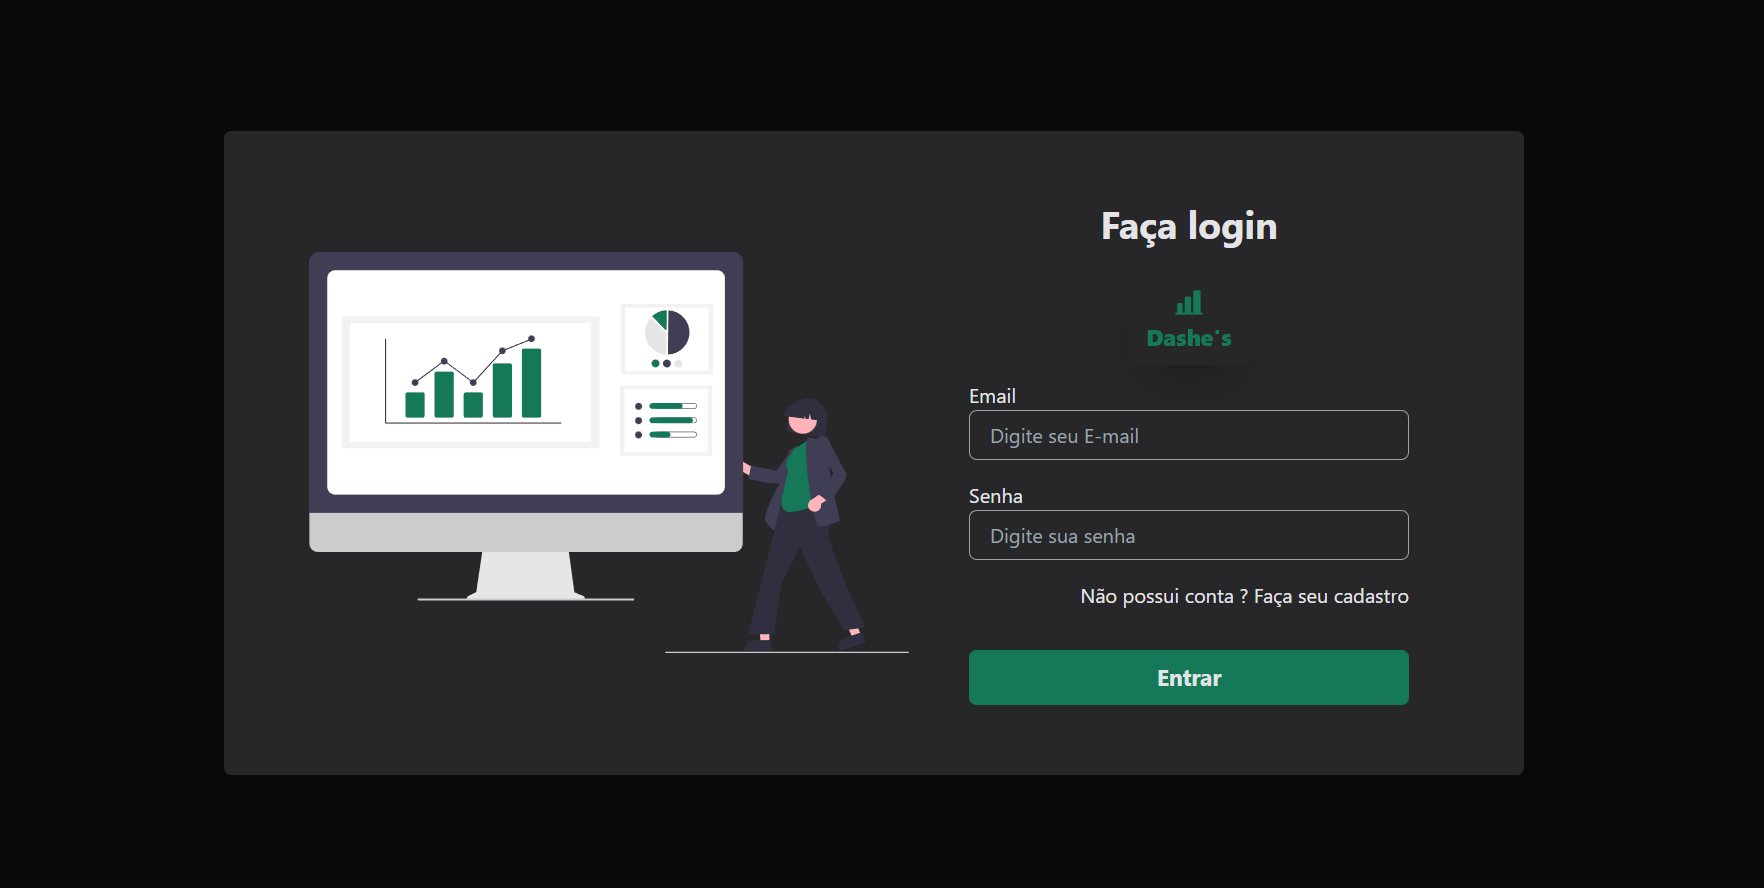 Faça login
Dashe's
Email
Digite seu E-mail
Senha
Digite sua senha
Não possui conta ? Faça seu cadastro
Entrar